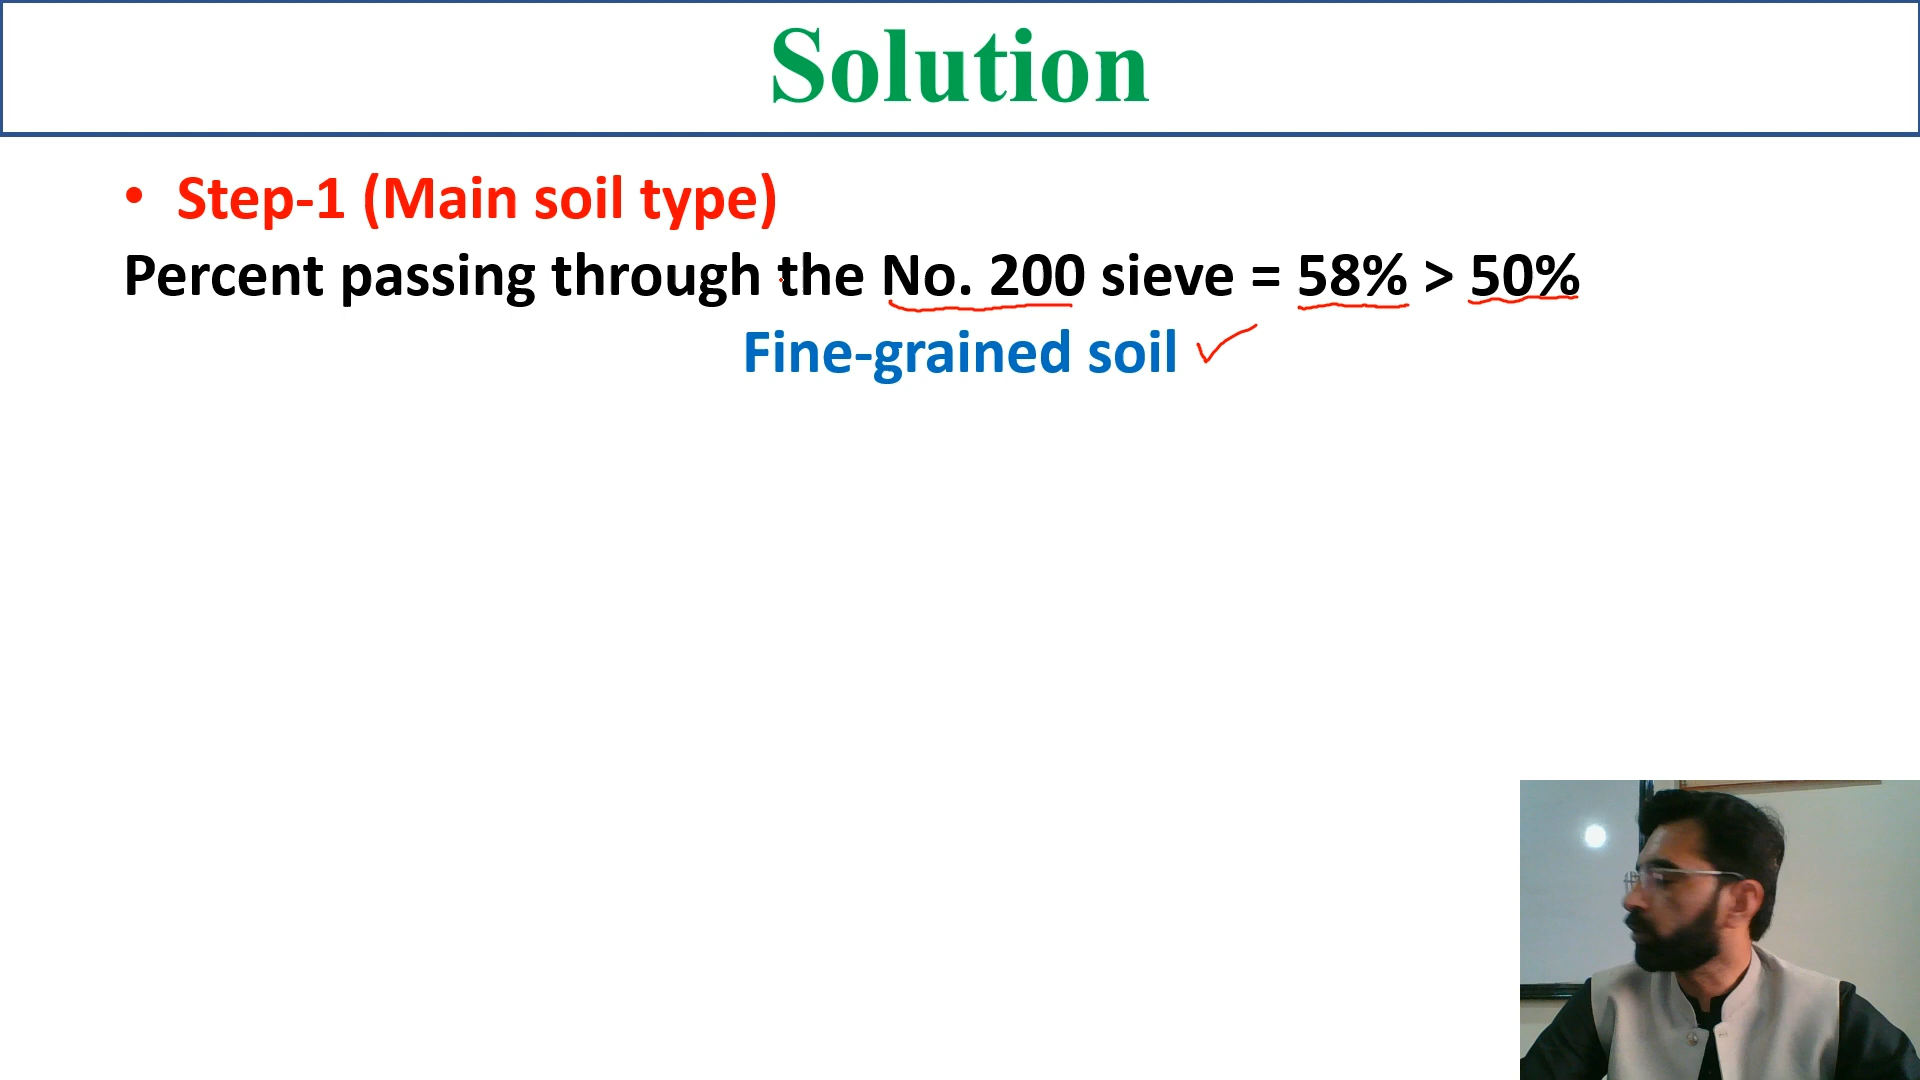 Solution
• Step-1 (Main soil type)
Percent passing through the No. 200 sieve = 58% > 50%
Fine-grained soil ✓